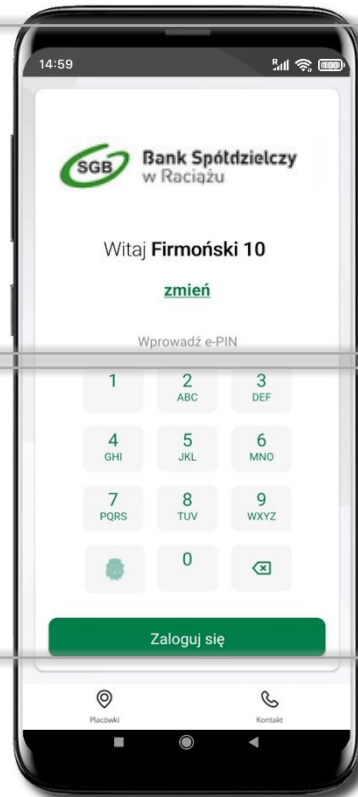 14:59
R
100
SGB
Bank Spółdzielczy
w Raciążu
Witaj Firmoński 10
zmień
Wprowadź e-PIN
1 2 3
ABC DEF
4 5 6
GHI JKL MNO
7 8 9
PQRS TUV WXYZ
0
Zaloguj się
Placówki Kontakt